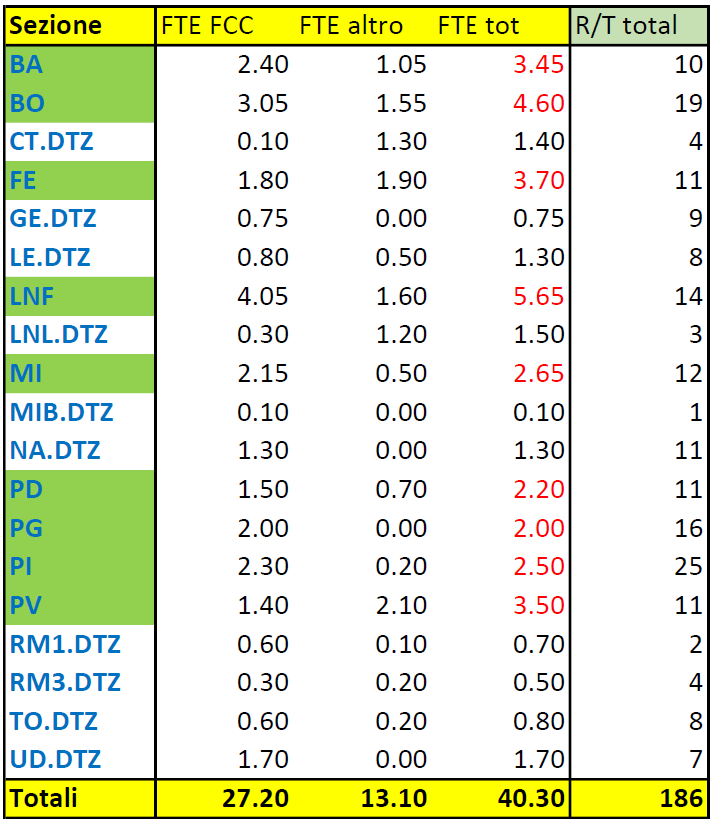 Sezione FTE FCC FTE altro FTE tot R/T total
BA 2.40 1.05 3.45 10
BO 3.05 1.55 4.60 19
CT.DTZ 0.10 1.30 1.40 4
FE 1.80 1.90 3.70 11
GE.DTZ 0.75 0.00 0.75 9
LE.DTZ 0.80 0.50 1.30 8
LNF 4.05 1.60 5.65 14
LNL.DTZ 0.30 1.20 1.50 3
MI 2.15 0.50 2.65 12
MIB.DTZ 0.10 0.00 0.10 1
NA.DTZ 1.30 0.00 1.30 11
PD 1.50 0.70 2.20 11
PG 2.00 0.00 2.00 16
PI 2.30 0.20 2.50 25
PV 1.40 2.10 3.50 11
RM1.DTZ 0.60 0.10 0.70 2
RM3.DTZ 0.30 0.20 0.50 4
TO.DTZ 0.60 0.20 0.80 8
UD.DTZ 1.70 0.00 1.70 7
Totali 27.20 13.10 40.30 186